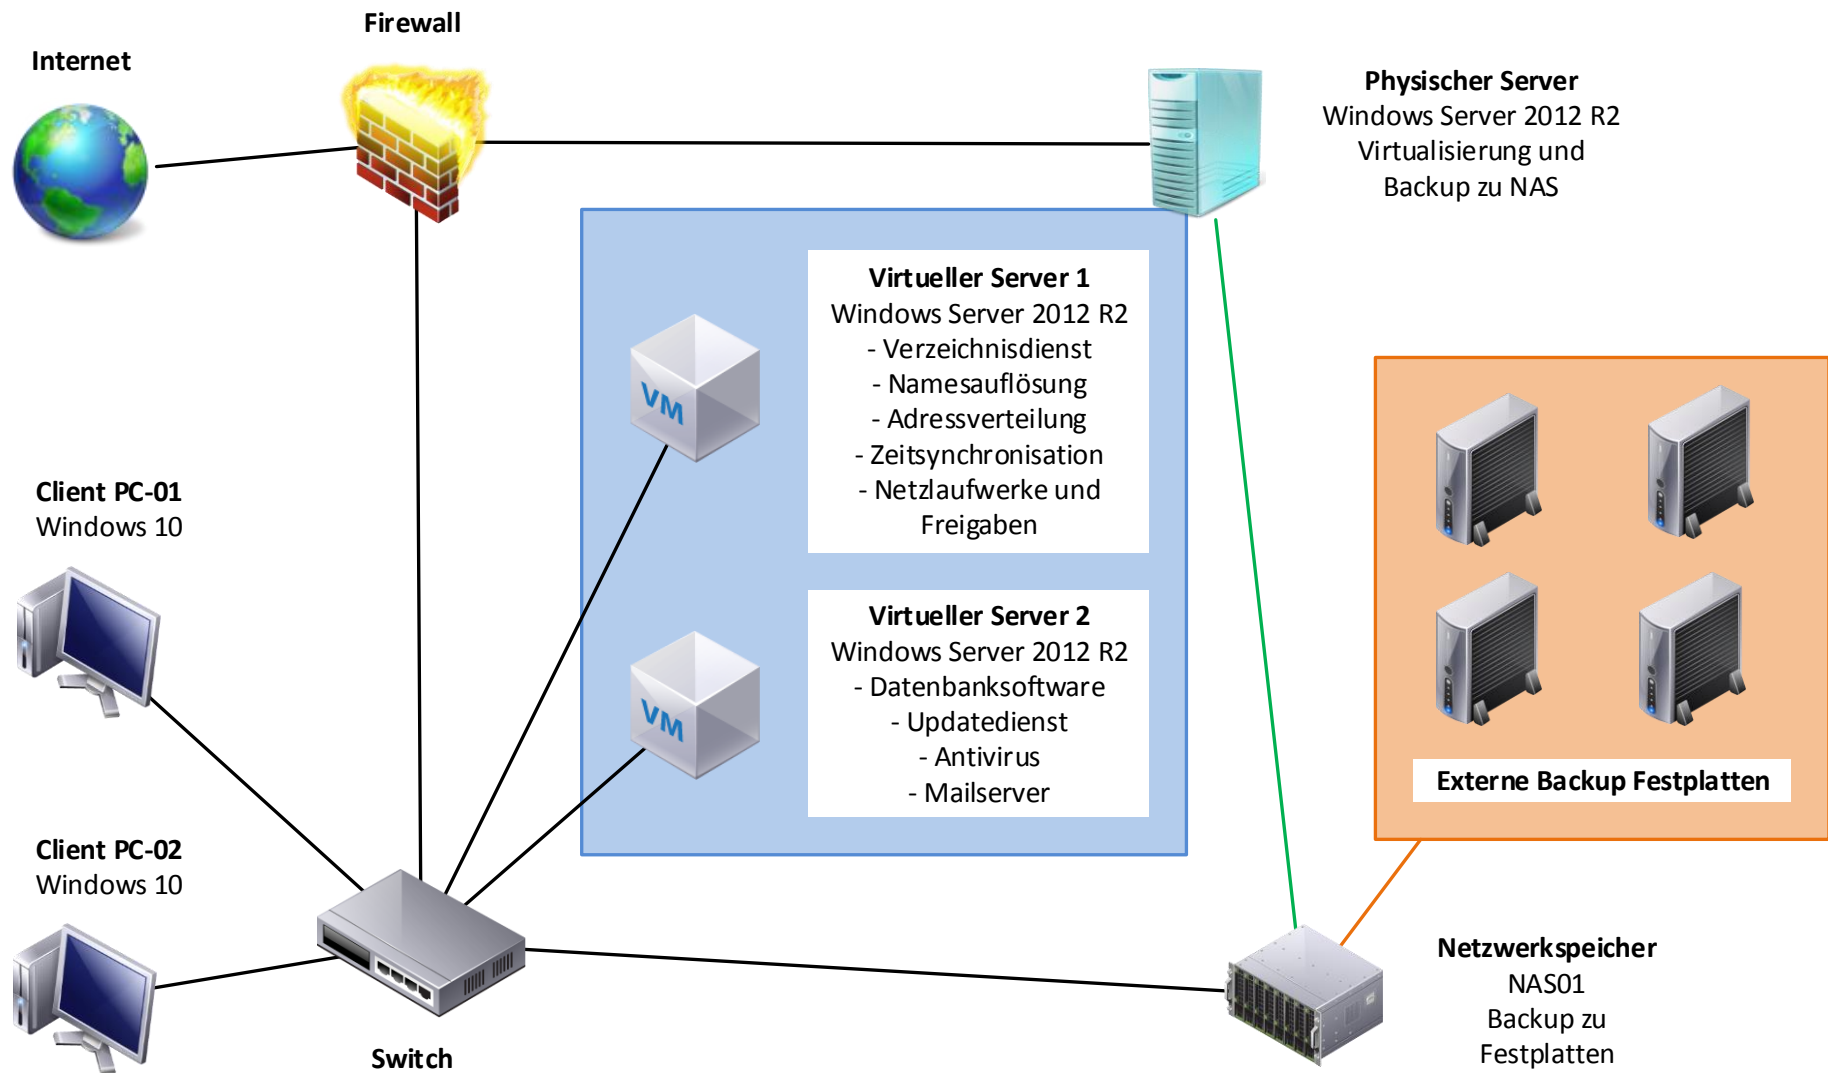 Firewall
Internet
Physischer Server
Windows Server 2012 R2
Virtualisierung und
Backup zu NAS
Virtueller Server 1
Windows Server 2012 R2
- Verzeichnisdienst
- Namesauflösung
- Adressverteilung
- Zeitsynchronisation
- Netzlaufwerke und
Freigaben
VM
Client PC-01
Windows 10
Virtueller Server 2
Windows Server 2012 R2
- Datenbanksoftware
- Updatedienst
- Antivirus
- Mailserver
VM
Externe Backup Festplatten
Client PC-02
Windows 10
Netzwerkspeicher
NAS01
Backup zu
Festplatten
Switch